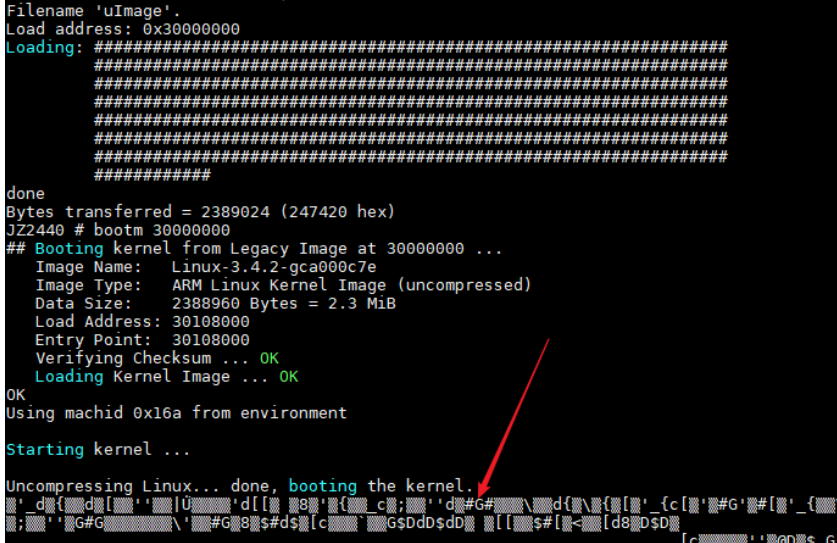 Filename 'uImage'.
Load address: 0x30000000
Loading: #################################################################
#################################################################
#################################################################
#################################################################
#################################################################
#################################################################
#################################################################
############
done
Bytes transferred = 2389024 (247420 hex)
JZ2440 # bootm 30000000
## Booting kernel from Legacy Image at 30000000 ...
Image Name:   Linux-3.4.2-gca000c7e
Image Type:   ARM Linux Kernel Image (uncompressed)
Data Size:    2388960 Bytes = 2.3 MiB
Load Address: 30108000
Entry Point:  30108000
Verifying Checksum ... OK
Loading Kernel Image ... OK
OK
Using machid 0x16a from environment
Starting kernel ...
Uncompressing Linux... done, booting the kernel.